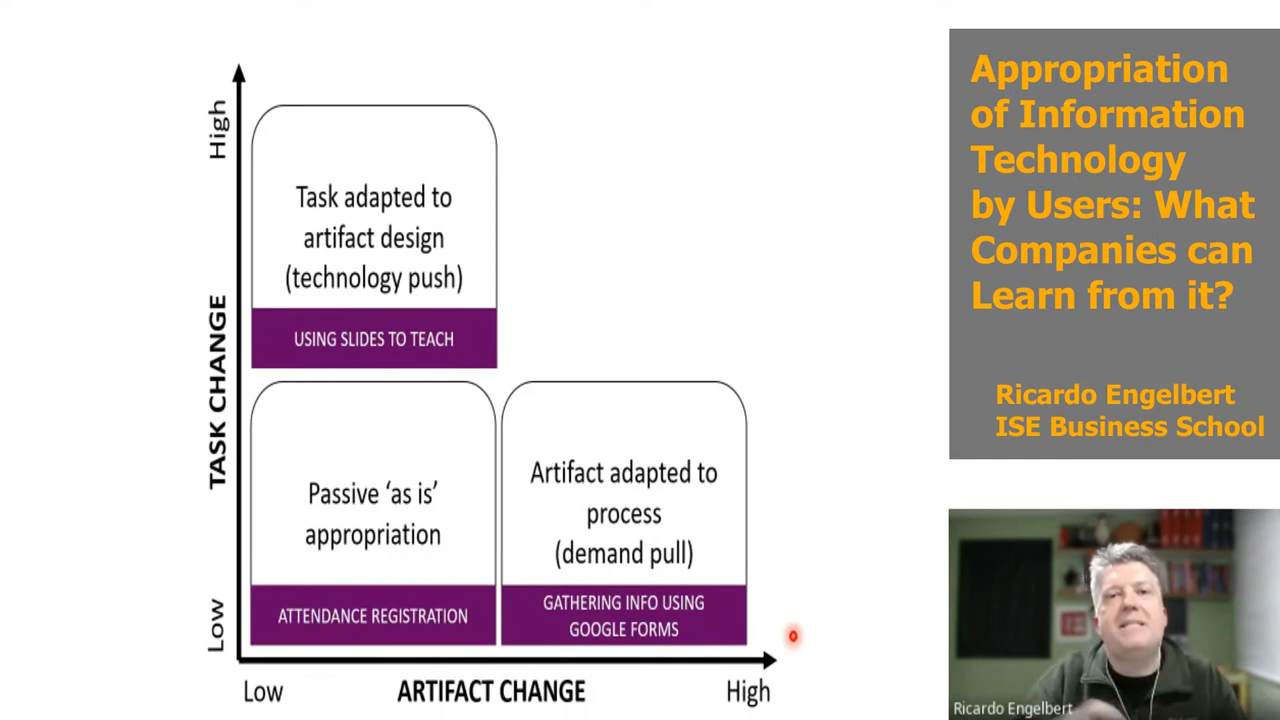 High
Task adapted to
artifact design
(technology push)
USING SLIDES TO TEACH
TASK CHANGE
Passive ‘as is’
appropriation
ATTENDANCE REGISTRATION
Artifact adapted to
process
(demand pull)
GATHERING INFO USING
GOOGLE FORMS
Low
Low
ARTIFACT CHANGE
High
Appropriation
of Information
Technology
by Users: What
Companies can
Learn from it?
Ricardo Engelbert
ISE Business School
Ricardo Engelbert